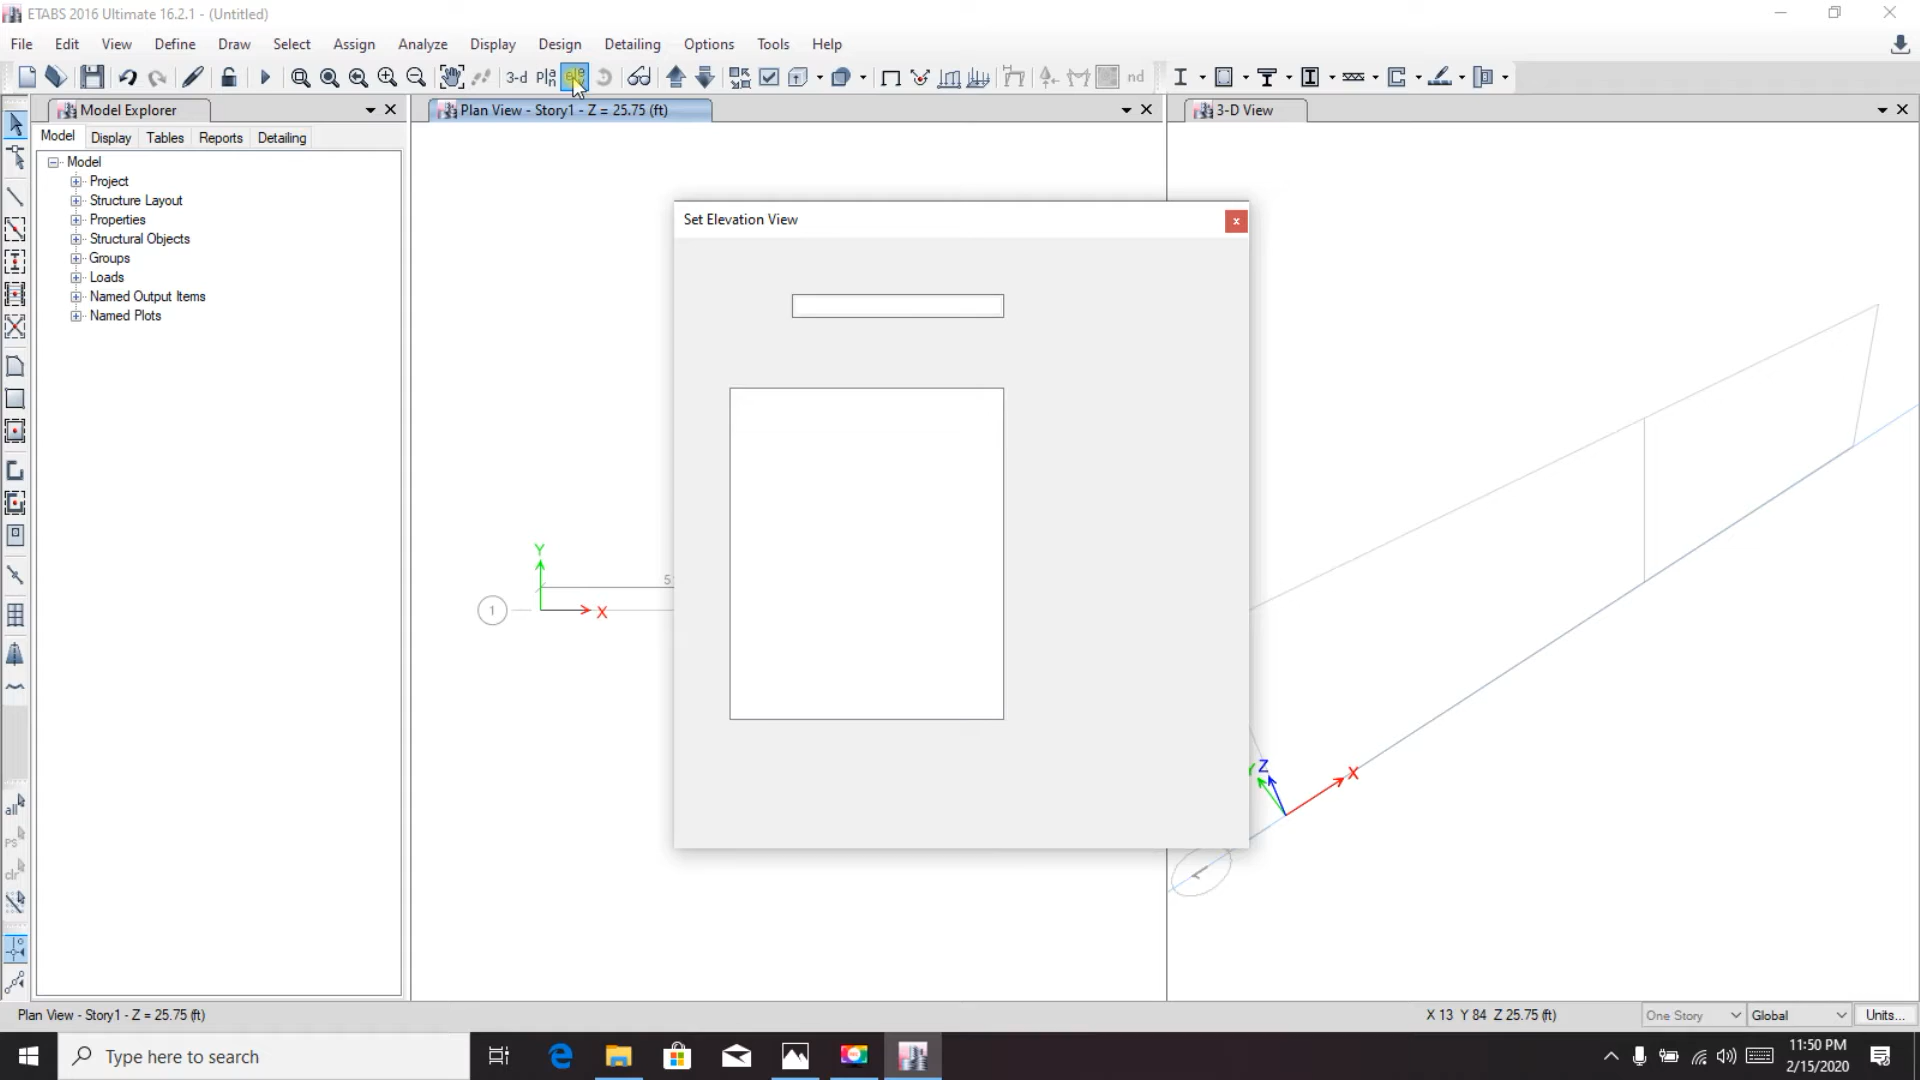 ETABS 2016 Ultimate 16.2.1 - (Untitled)
File Edit View Define Draw Select Assign Analyze Display Design Detailing Options Tools Help
3-d nd
Model Explorer
Plan View - Story1 - Z = 25.75 (ft)
3-D View
Model Display Tables Reports Detailing
Model
Project
Structure Layout
Properties
Structural Objects
Groups
Loads
Named Output Items
Named Plots
Set Elevation View
x
Y
5
1
X
Z
X
all
ps
clr
Plan View - Story1 - Z = 25.75 (ft)
X 13 Y 84 Z 25.75 (ft)
One Story
Global
Units...
Type here to search
11:50 PM
2/15/2020